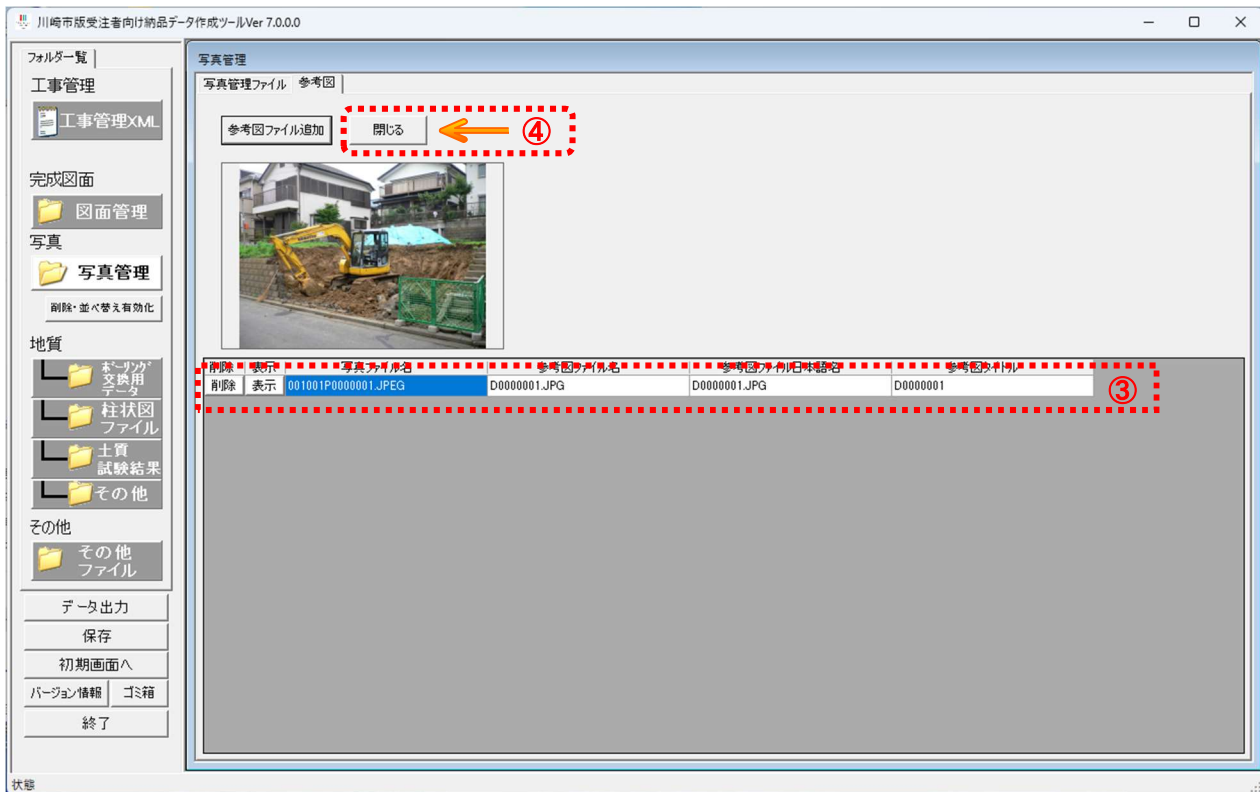 川崎市版受注者向け納品データ作成ツールVer 7.0.0.0
フォルダ一覧
工事管理
工事管理XML
完成図面
図面管理
写真
写真管理
削除・並べ替え有効化
地質
ボーリング
交換用
データ
柱状図
ファイル
土質
試験結果
その他
その他
その他
ファイル
データ出力
保存
初期画面へ
バージョン情報 ゴミ箱
終了
状態
写真管理
写真管理ファイル 参考図
参考図ファイル追加 閉じる ④
削除 表示 写真ファイル名 参考図ファイル名 参考図ファイル日本語名 参考図タイトル
削除 表示 001001P0000001.JPEG D0000001.JPG D0000001.JPG D0000001 ③